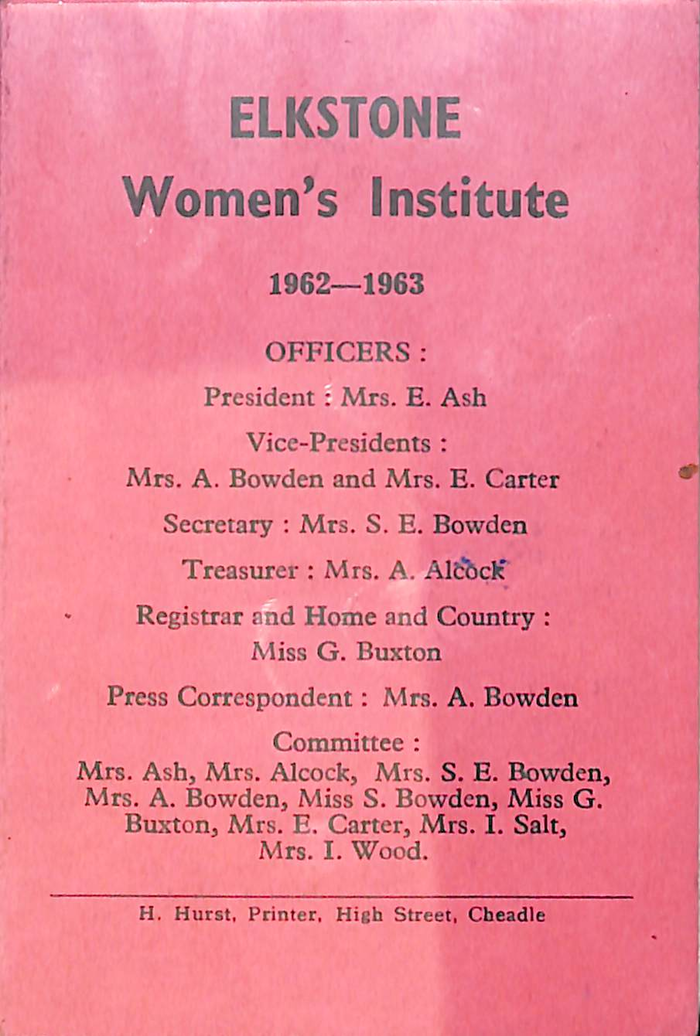 ELKSTONE
Women's Institute
1962—1963
OFFICERS :
President : Mrs. E. Ash
Vice-Presidents :
Mrs. A. Bowden and Mrs. E. Carter
Secretary : Mrs. S. E. Bowden
Treasurer : Mrs. A. Alcock
Registrar and Home and Country :
Miss G. Buxton
Press Correspondent : Mrs. A. Bowden
Committee :
Mrs. Ash, Mrs. Alcock, Mrs. S. E. Bowden,
Mrs. A. Bowden, Miss S. Bowden, Miss G.
Buxton, Mrs. E. Carter, Mrs. I. Salt,
Mrs. I. Wood.
H. Hurst, Printer, High Street, Cheadle